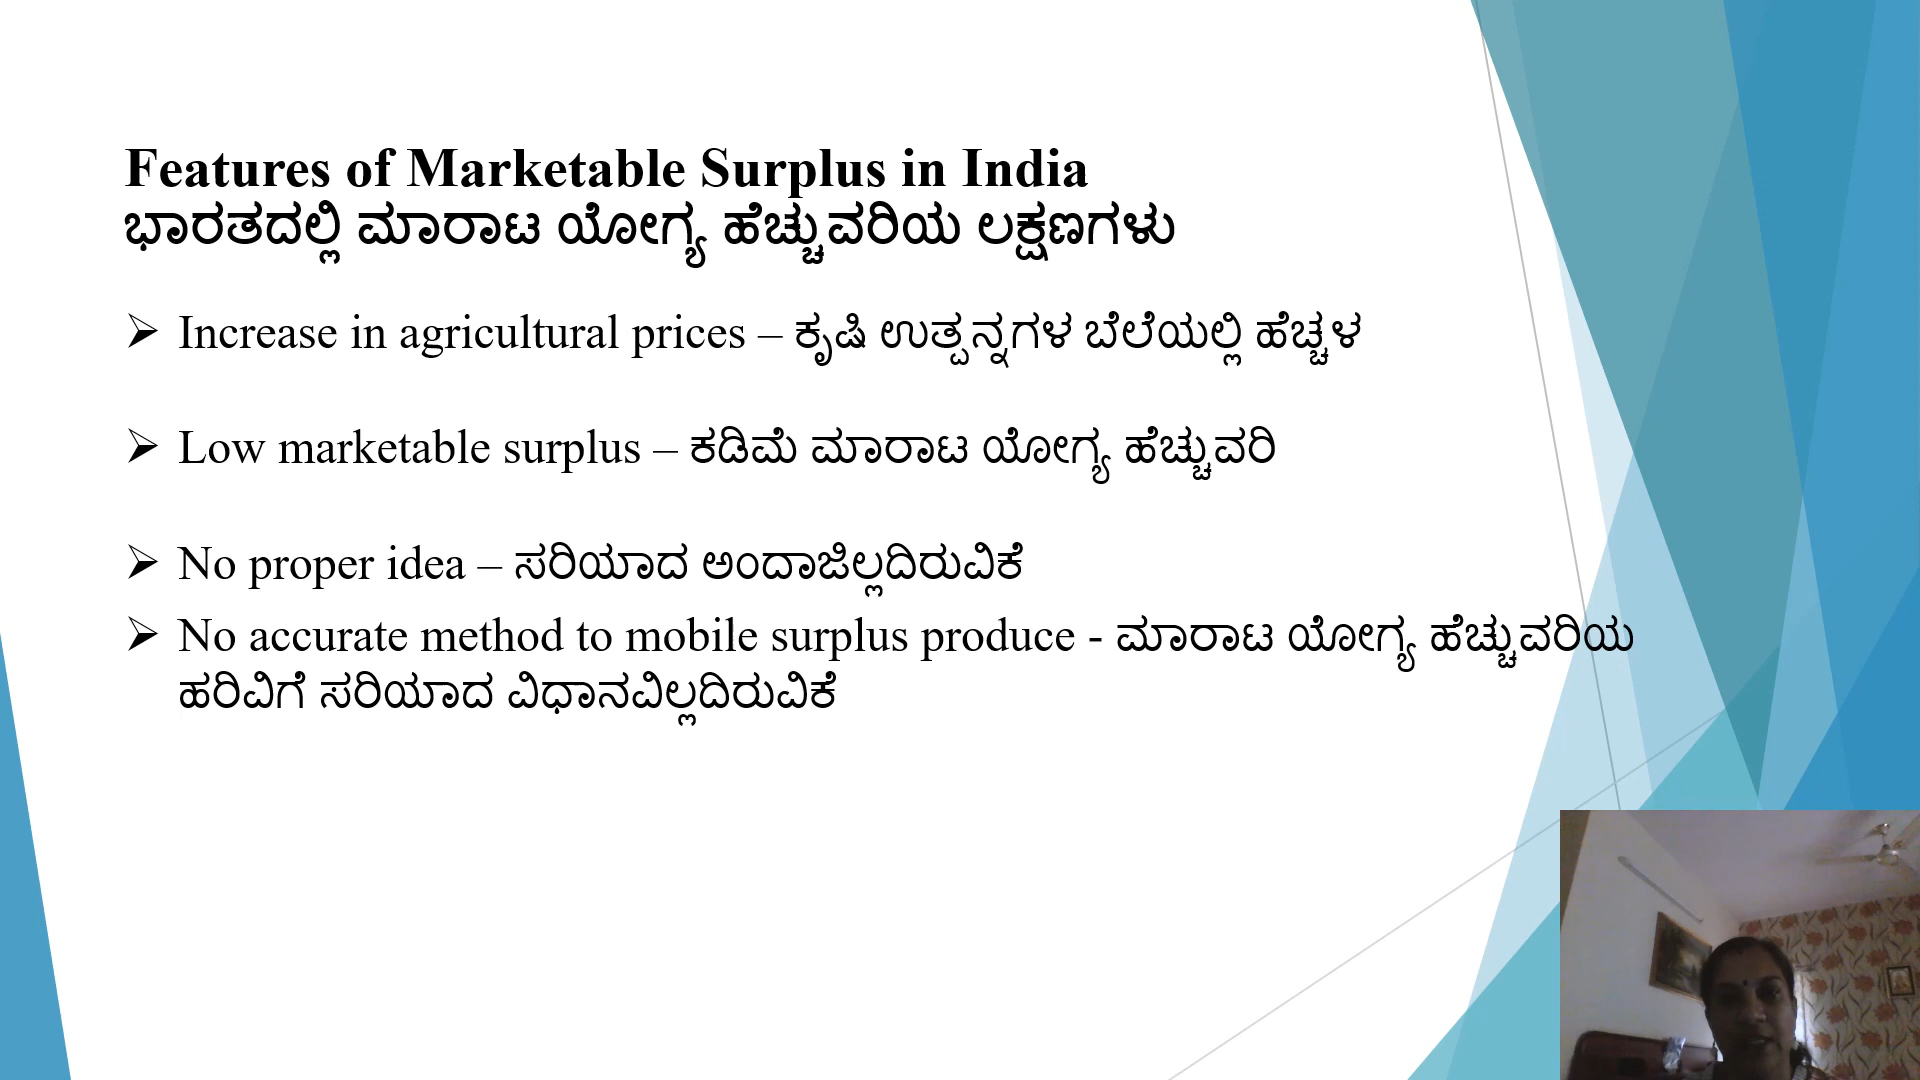 Features of Marketable Surplus in India
ಭಾರತದಲ್ಲಿ ಮಾರಾಟ ಯೋಗ್ಯ ಹೆಚ್ಚುವರಿಯ ಲಕ್ಷಣಗಳು
➢ Increase in agricultural prices – ಕೃಷಿ ಉತ್ಪನ್ನಗಳ ಬೆಲೆಯಲ್ಲಿ ಹೆಚ್ಚಳ
➢ Low marketable surplus – ಕಡಿಮೆ ಮಾರಾಟ ಯೋಗ್ಯ ಹೆಚ್ಚುವರಿ
➢ No proper idea – ಸರಿಯಾದ ಅಂದಾಜಿಲ್ಲದಿರುವಿಕೆ
➢ No accurate method to mobile surplus produce - ಮಾರಾಟ ಯೋಗ್ಯ ಹೆಚ್ಚುವರಿಯ
ಹರಿವಿಗೆ ಸರಿಯಾದ ವಿಧಾನವಿಲ್ಲದಿರುವಿಕೆ